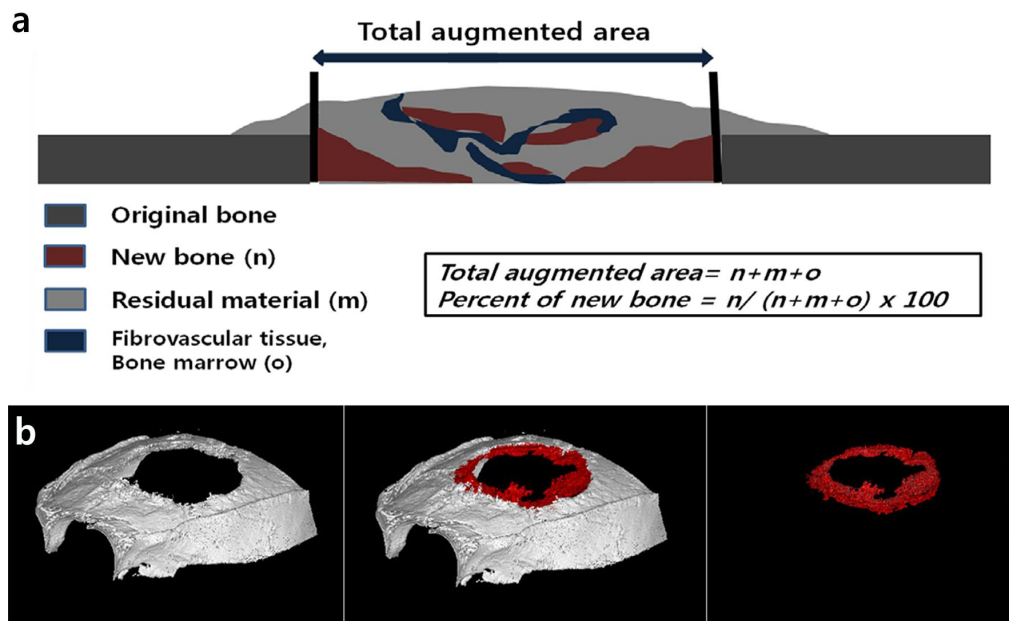 a
Total augmented area
Original bone
New bone (n)
Residual material (m)
Fibrovascular tissue,
Bone marrow (o)
Total augmented area= n+m+o
Percent of new bone = n/ (n+m+o) x 100
b